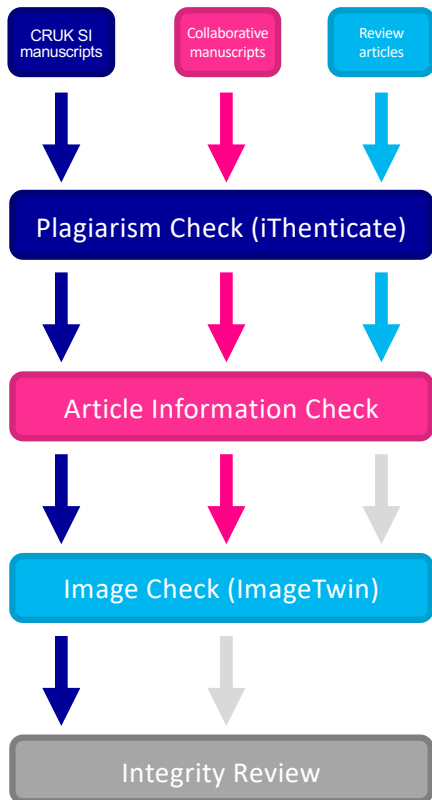 CRUK SI
manuscripts
Collaborative
manuscripts
Review
articles
Plagiarism Check (iThenticate)
Article Information Check
Image Check (ImageTwin)
Integrity Review